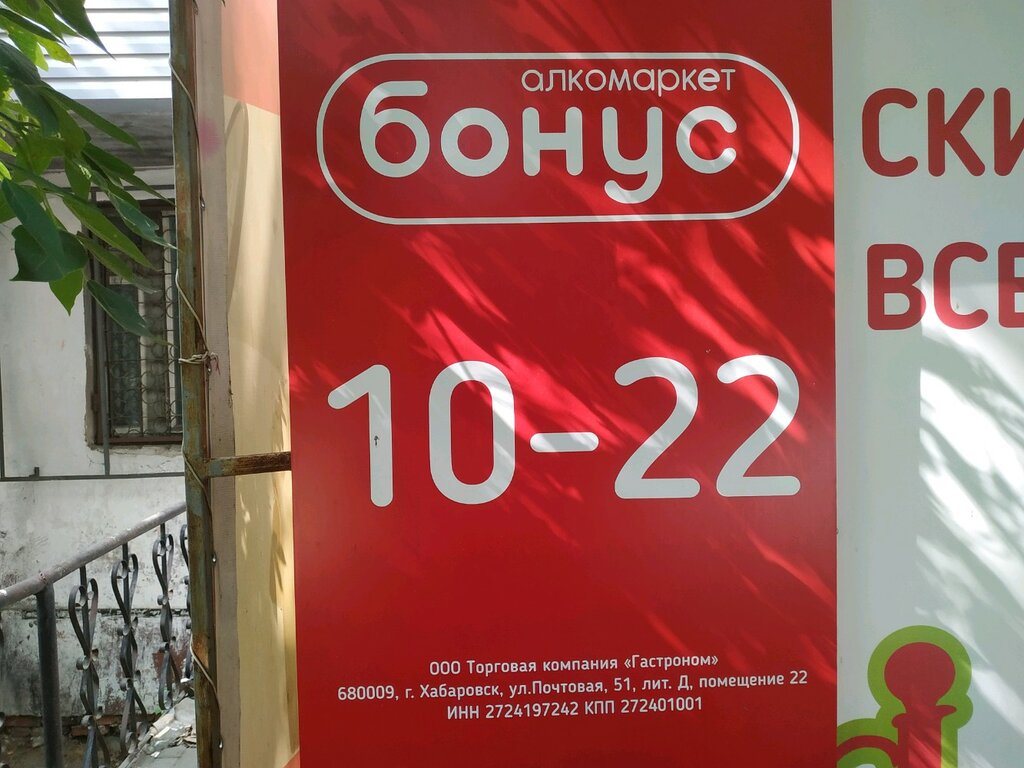 алкомаркет
бонус
10-22
ООО Торговая компания «Гастроном»
680009, г. Хабаровск, ул.Почтовая, 51, лит. Д, помещение 22
ИНН 2724197242 КПП 272401001
СКИ
ВСЕ